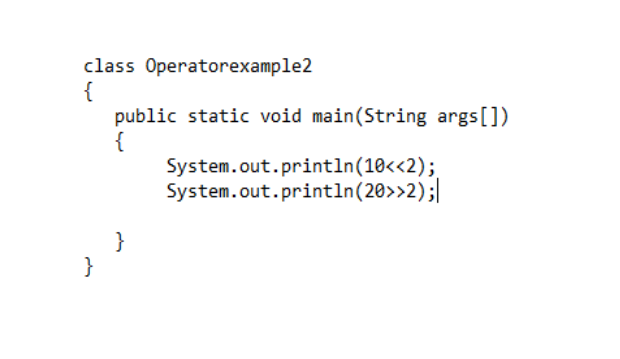 class Operatorexample2
{
public static void main(String args[])
{
System.out.println(10<<2);
System.out.println(20>>2);
}
}